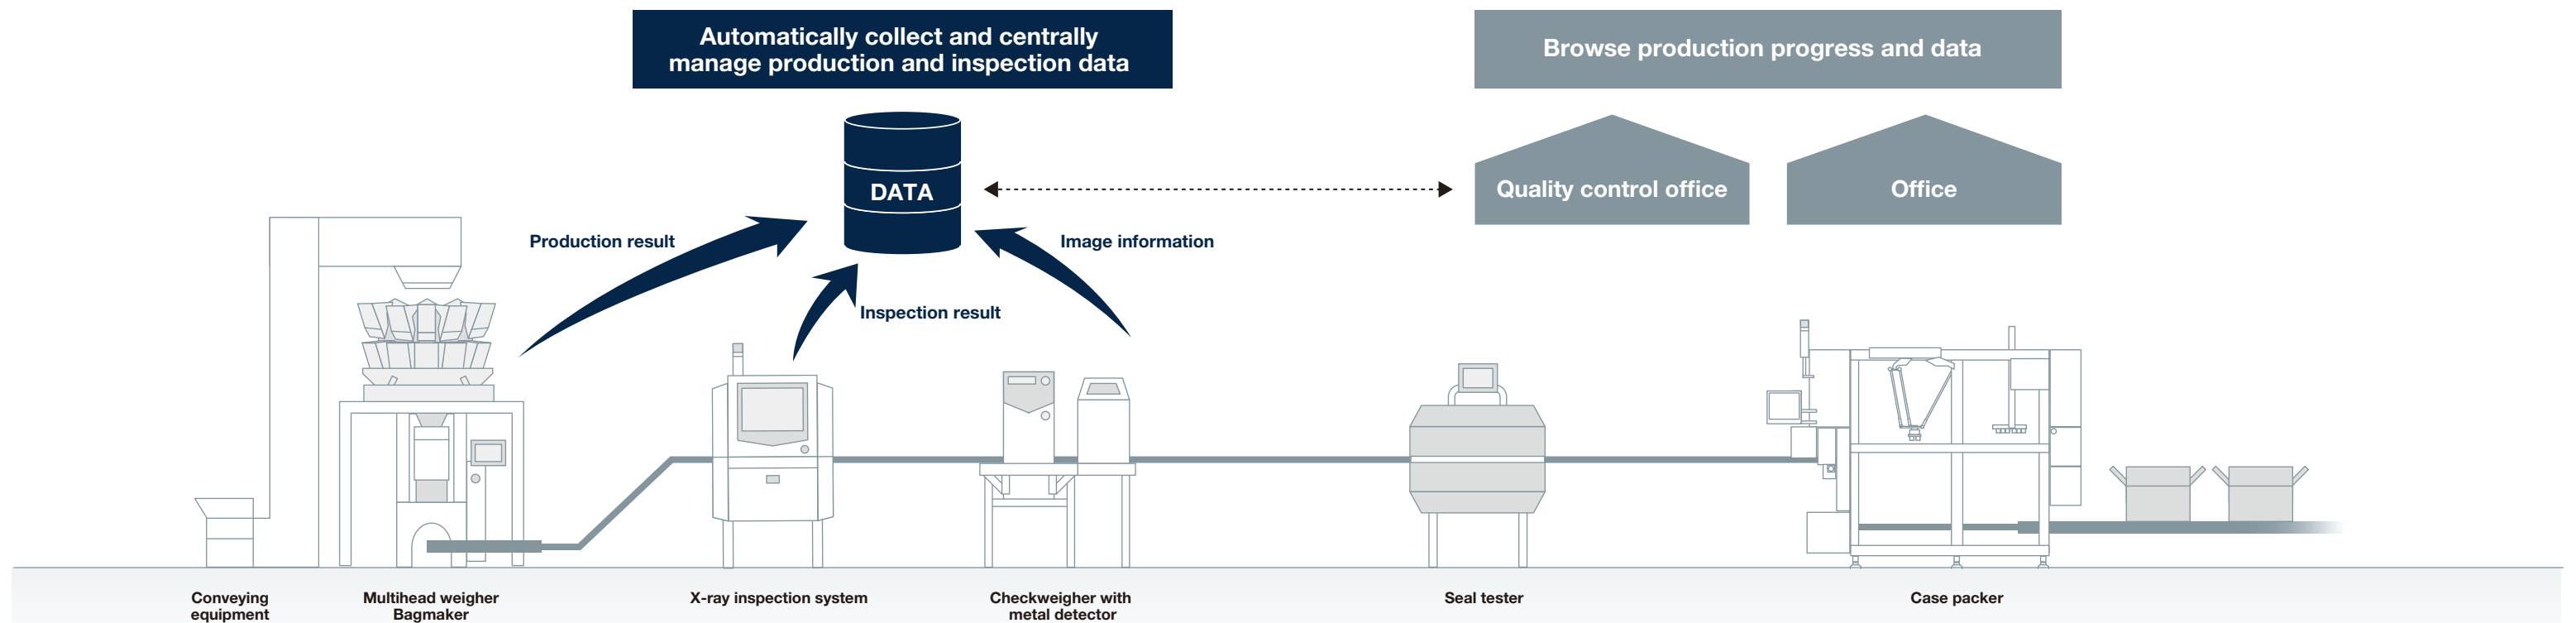 Automatically collect and centrally
manage production and inspection data
Browse production progress and data
DATA
Quality control office
Office
Production result
Image information
Inspection result
Conveying
equipment
Multihead weigher
Bagmaker
X-ray inspection system
Checkweigher with
metal detector
Seal tester
Case packer